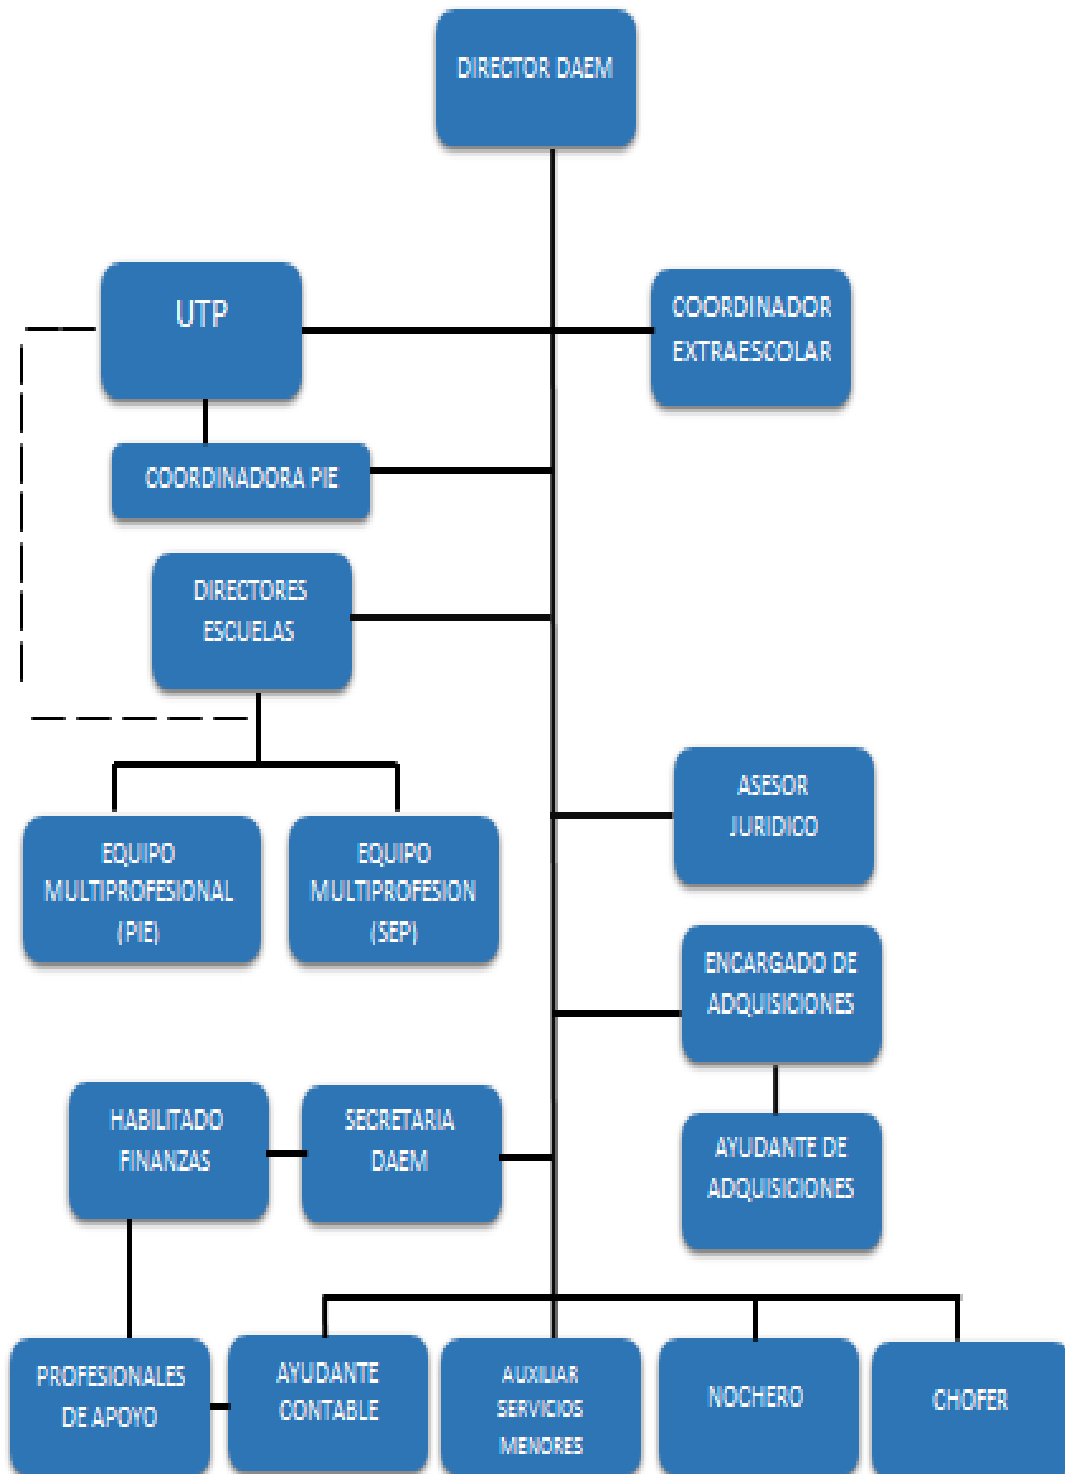 DIRECTOR DAEM
UTP
COORDINADOR
EXTRAESCOLAR
COORDINADORA PIE
DIRECTORES
ESCUELAS
ASESOR
JURIDICO
EQUIPO
MULTIPROFESIONAL
(PIE)
EQUIPO
MULTIPROFESION
(SEP)
ENCARGADO DE
ADQUISICIONES
HABILITADO
FINANZAS
SECRETARIA
DAEM
AYUDANTE DE
ADQUISICIONES
PROFESIONALES
DE APOYO
AYUDANTE
CONTABLE
AUXILIAR
SERVICIOS
MENORES
NOCHERO
CHOFER